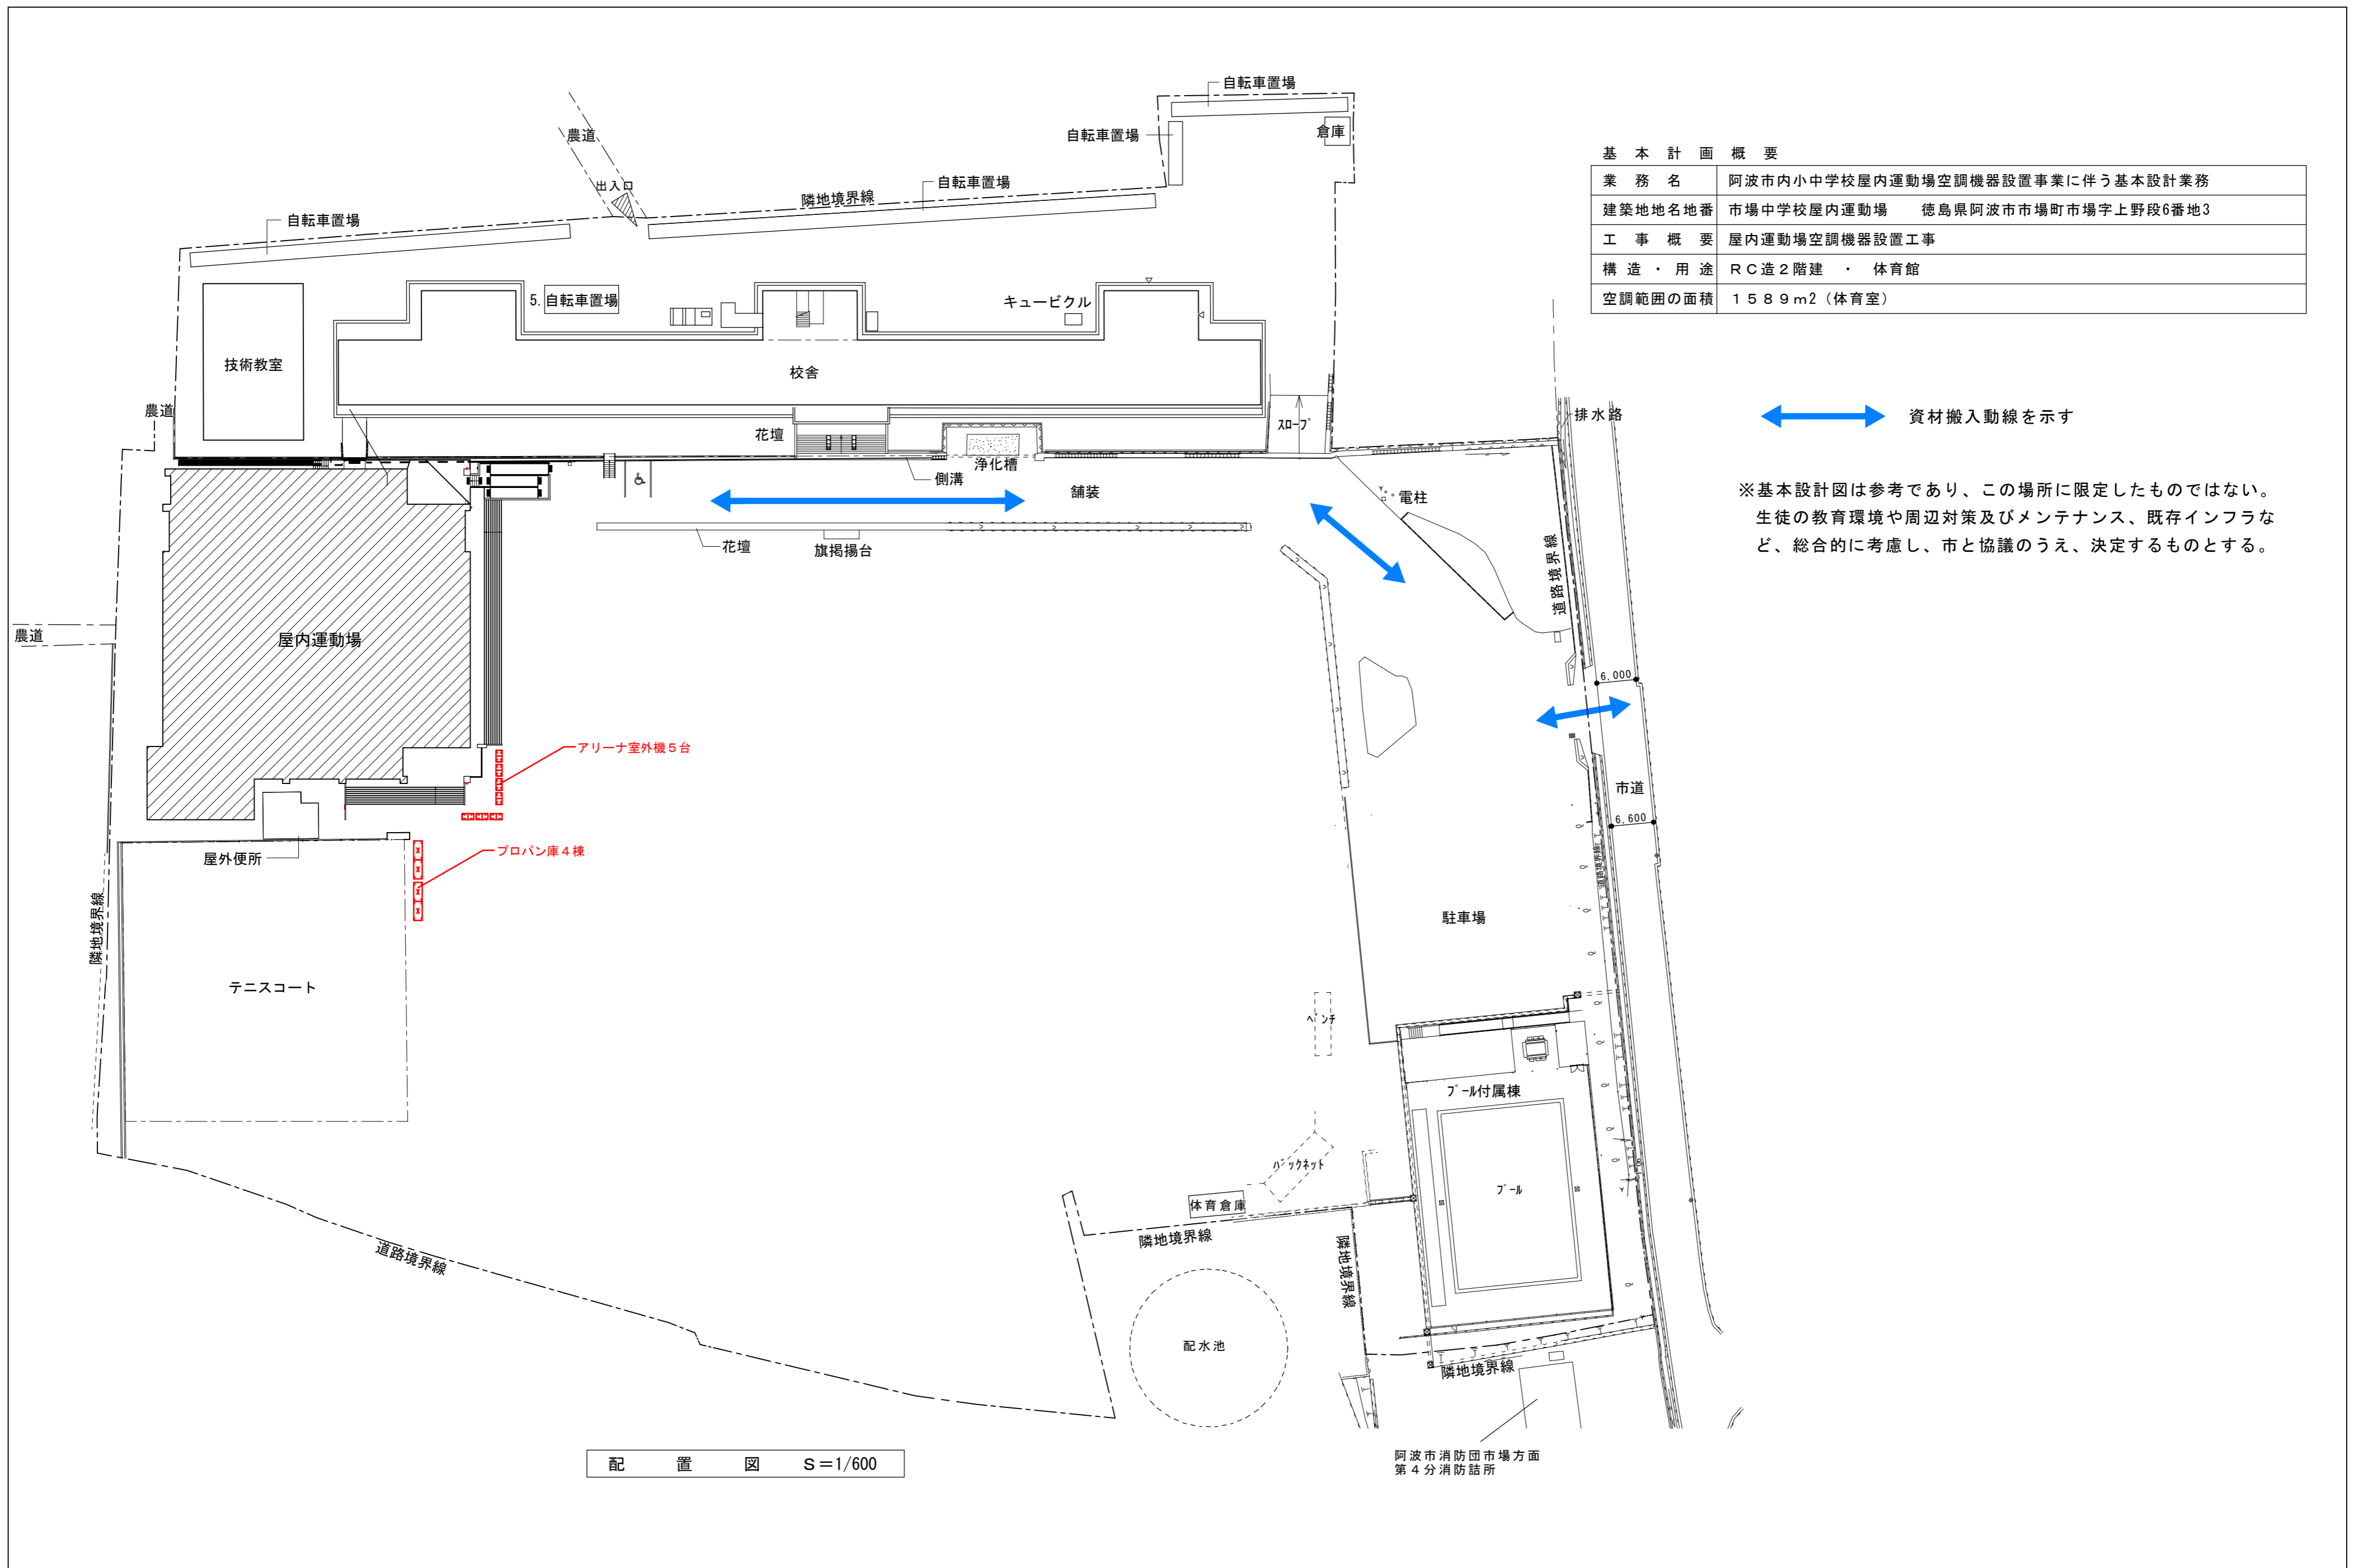 自転車置場
自転車置場
倉庫
農道
出入口
自転車置場
隣地境界線
自転車置場
基本計画概要
業務名 阿波市内小中学校屋内運動場空調機器設置事業に伴う基本設計業務
建築地地名地番 市場中学校屋内運動場 徳島県阿波市市場町市場字上野段6番地3
工事概要 屋内運動場空調機器設置工事
構造・用途 RC造2階建 ・ 体育館
空調範囲の面積 1589m2(体育室)
5.自転車置場
キュービクル
技術教室
校舎
農道
花壇
スロープ
排水路
資材搬入動線を示す
浄化槽
側溝
舗装
電柱
※基本設計図は参考であり、この場所に限定したものではない。
生徒の教育環境や周辺対策及びメンテナンス、既存インフラな
ど、総合的に考慮し、市と協議のうえ、決定するものとする。
花壇
旗掲揚台
道路境界線
農道
屋内運動場
6,000
アリーナ室外機5台
市道
6,600
プロパン庫4棟
屋外便所
隣地境界線
駐車場
テニスコート
ベンチ
プール付属棟
バックネット
プール
体育倉庫
隣地境界線
隣地境界線
道路境界線
配水池
隣地境界線
阿波市消防団市場方面
第4分消防詰所
配置図 S=1/600